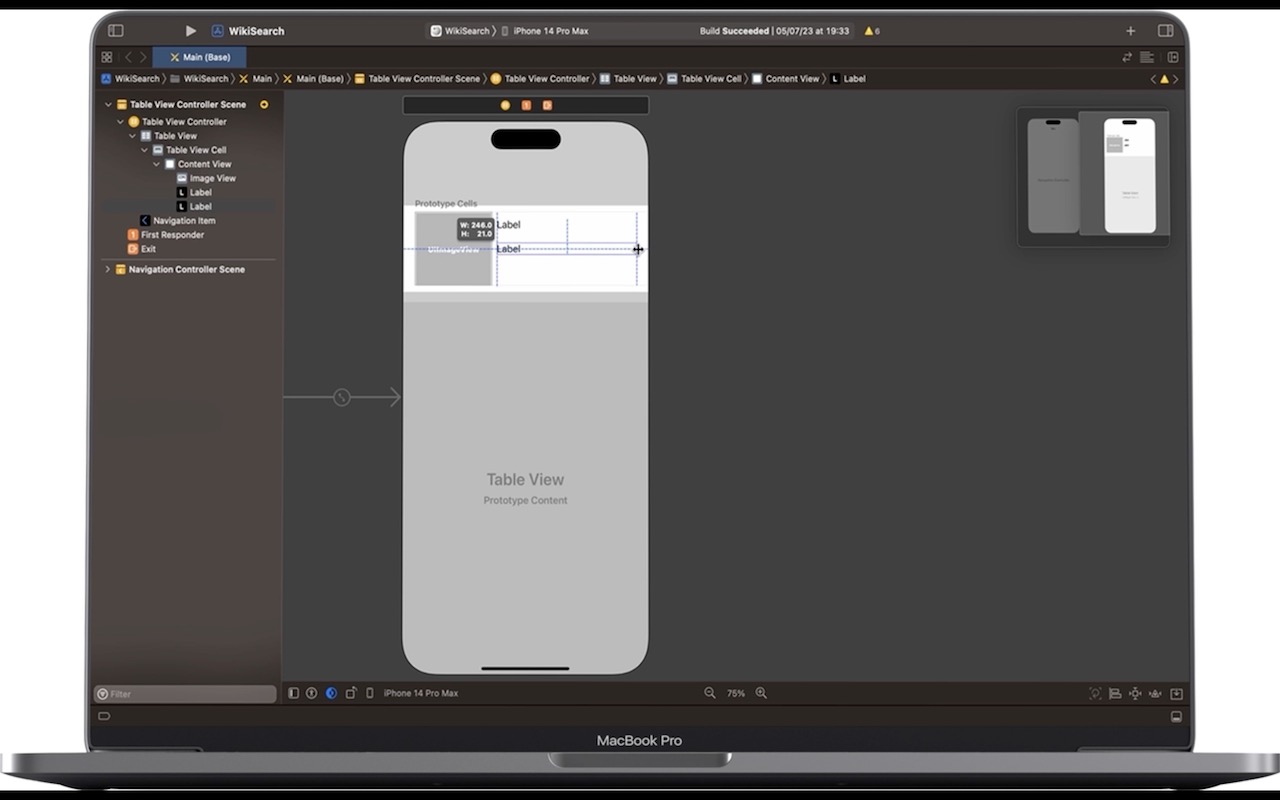 WikiSearch
WikiSearch 〉 iPhone 14 Pro Max
Build Succeeded | 05/07/23 at 19:33
6
Main (Base)
WikiSearch 〉 WikiSearch 〉 Main 〉 Main (Base) 〉 Table View Controller Scene 〉 Table View Controller 〉 Table View 〉 Table View Cell 〉 Content View 〉 L Label
Table View Controller Scene
Table View Controller
Table View
Table View Cell
Content View
Image View
L Label
L Label
Navigation Item
1 First Responder
Exit
Navigation Controller Scene
Prototype Cells
W: 246.0
H: 21.0
Label
Label
Table View
Prototype Content
Filter
iPhone 14 Pro Max
75%
MacBook Pro